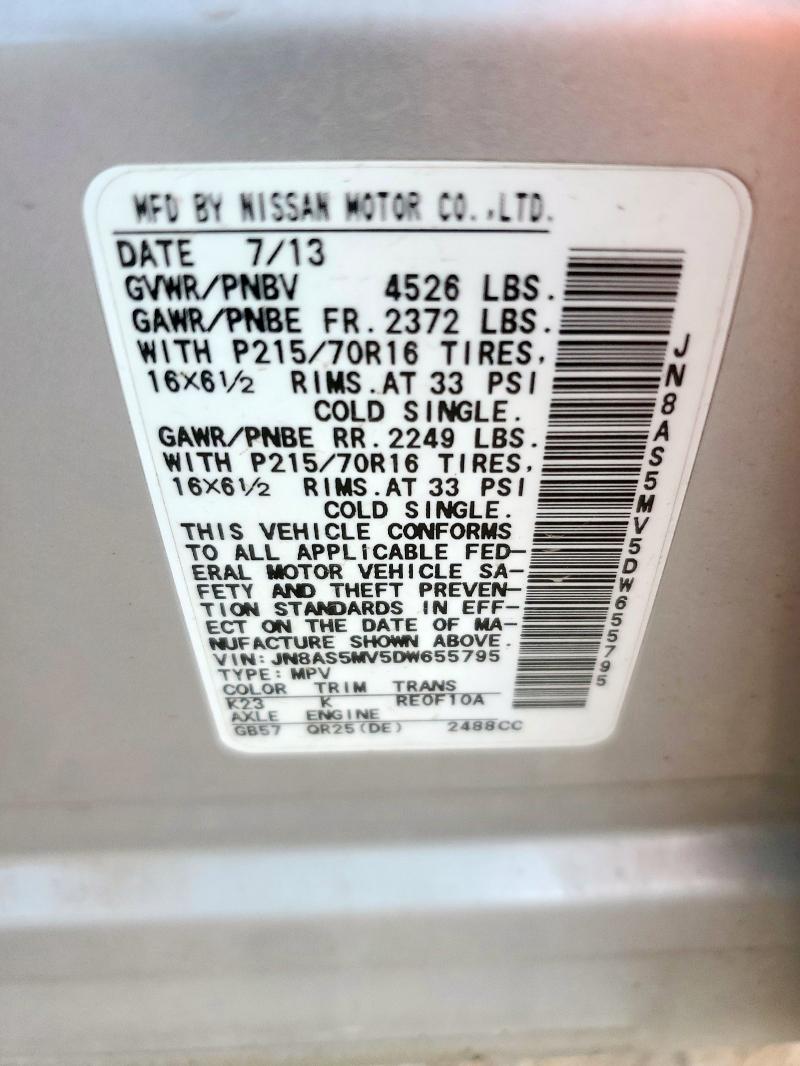 MFD BY NISSAN MOTOR CO.,LTD.
DATE 7/13
GVWR/PNBV 4526 LBS.
GAWR/PNBE FR.2372 LBS.
WITH P215/70R16 TIRES,
16X6½ RIMS.AT 33 PSI
COLD SINGLE.
GAWR/PNBE RR.2249 LBS.
WITH P215/70R16 TIRES,
16X6½ RIMS.AT 33 PSI
COLD SINGLE.
THIS VEHICLE CONFORMS
TO ALL APPLICABLE FED-
ERAL MOTOR VEHICLE SA-
FETY AND THEFT PREVEN-
TION STANDARDS IN EFF-
ECT ON THE DATE OF MA-
NUFACTURE SHOWN ABOVE.
VIN:JN8AS5MV5DW655795
TYPE:MPV
COLOR TRIM TRANS
K23 K RE0F10A
AXLE ENGINE
GB57 QR25(DE) 2488CC
JN8AS5MV5DW655795